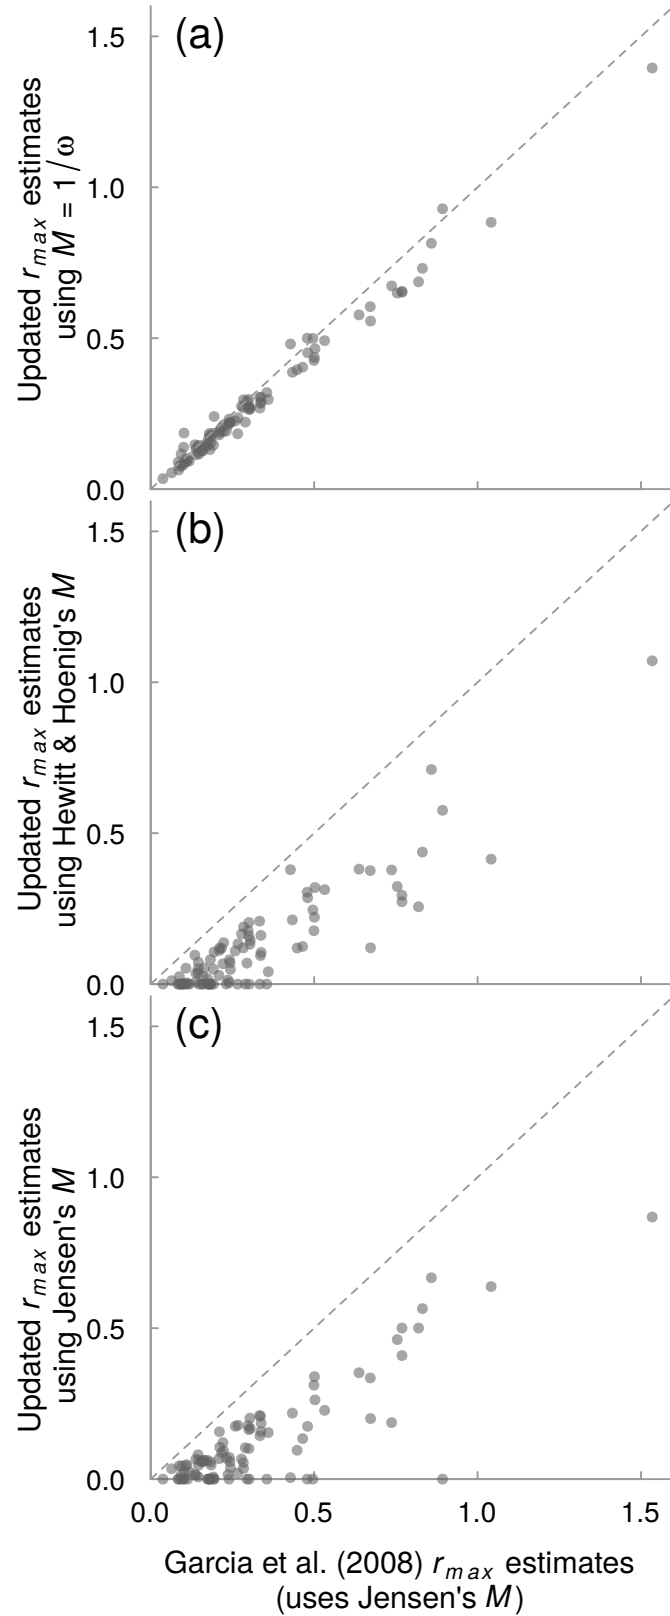 (a)
1.5
1.0
0.5
0.0
Updated r_max estimates
using M = 1/ω
(b)
1.5
1.0
0.5
0.0
Updated r_max estimates
using Hewitt & Hoenig's M
(c)
1.5
1.0
0.5
0.0
Updated r_max estimates
using Jensen's M
0.0 0.5 1.0 1.5
Garcia et al. (2008) r_max estimates
(uses Jensen's M)